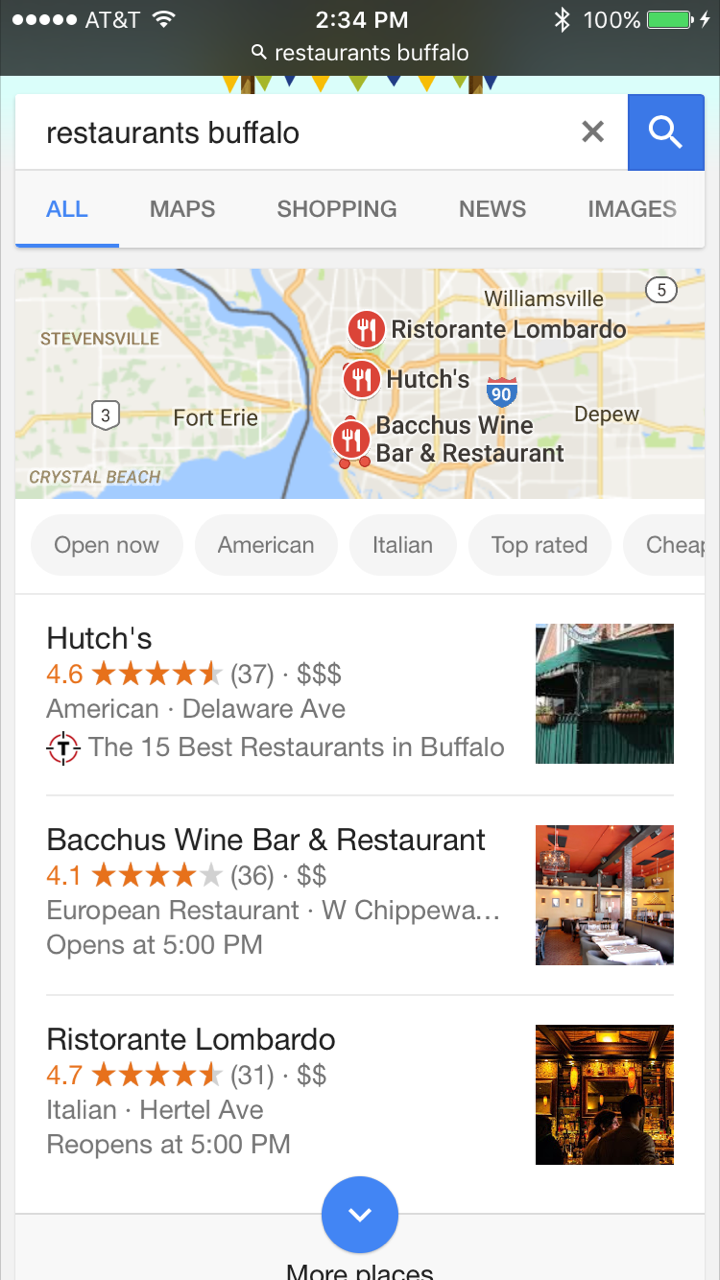 AT&T 2:34 PM 100%
restaurants buffalo
restaurants buffalo
ALL MAPS SHOPPING NEWS IMAGES
Williamsville 5
STEVENSVILLE Ristorante Lombardo
Hutch's 90
3 Fort Erie Depew
Bacchus Wine
Bar & Restaurant
CRYSTAL BEACH
Open now American Italian Top rated Cheap
Hutch's
4.6 (37) · $$$
American · Delaware Ave
T The 15 Best Restaurants in Buffalo
Bacchus Wine Bar & Restaurant
4.1 (36) · $$
European Restaurant · W Chippewa...
Opens at 5:00 PM
Ristorante Lombardo
4.7 (31) · $$
Italian · Hertel Ave
Reopens at 5:00 PM
More places